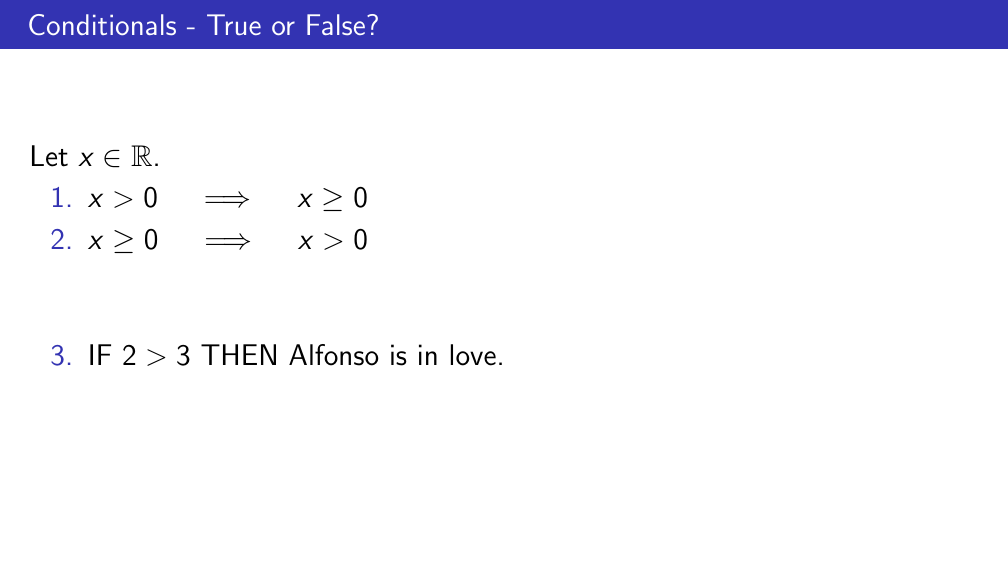 Conditionals - True or False?
Let x ∈ ℝ.
1. x > 0 ⟹ x ≥ 0
2. x ≥ 0 ⟹ x > 0
3. IF 2 > 3 THEN Alfonso is in love.